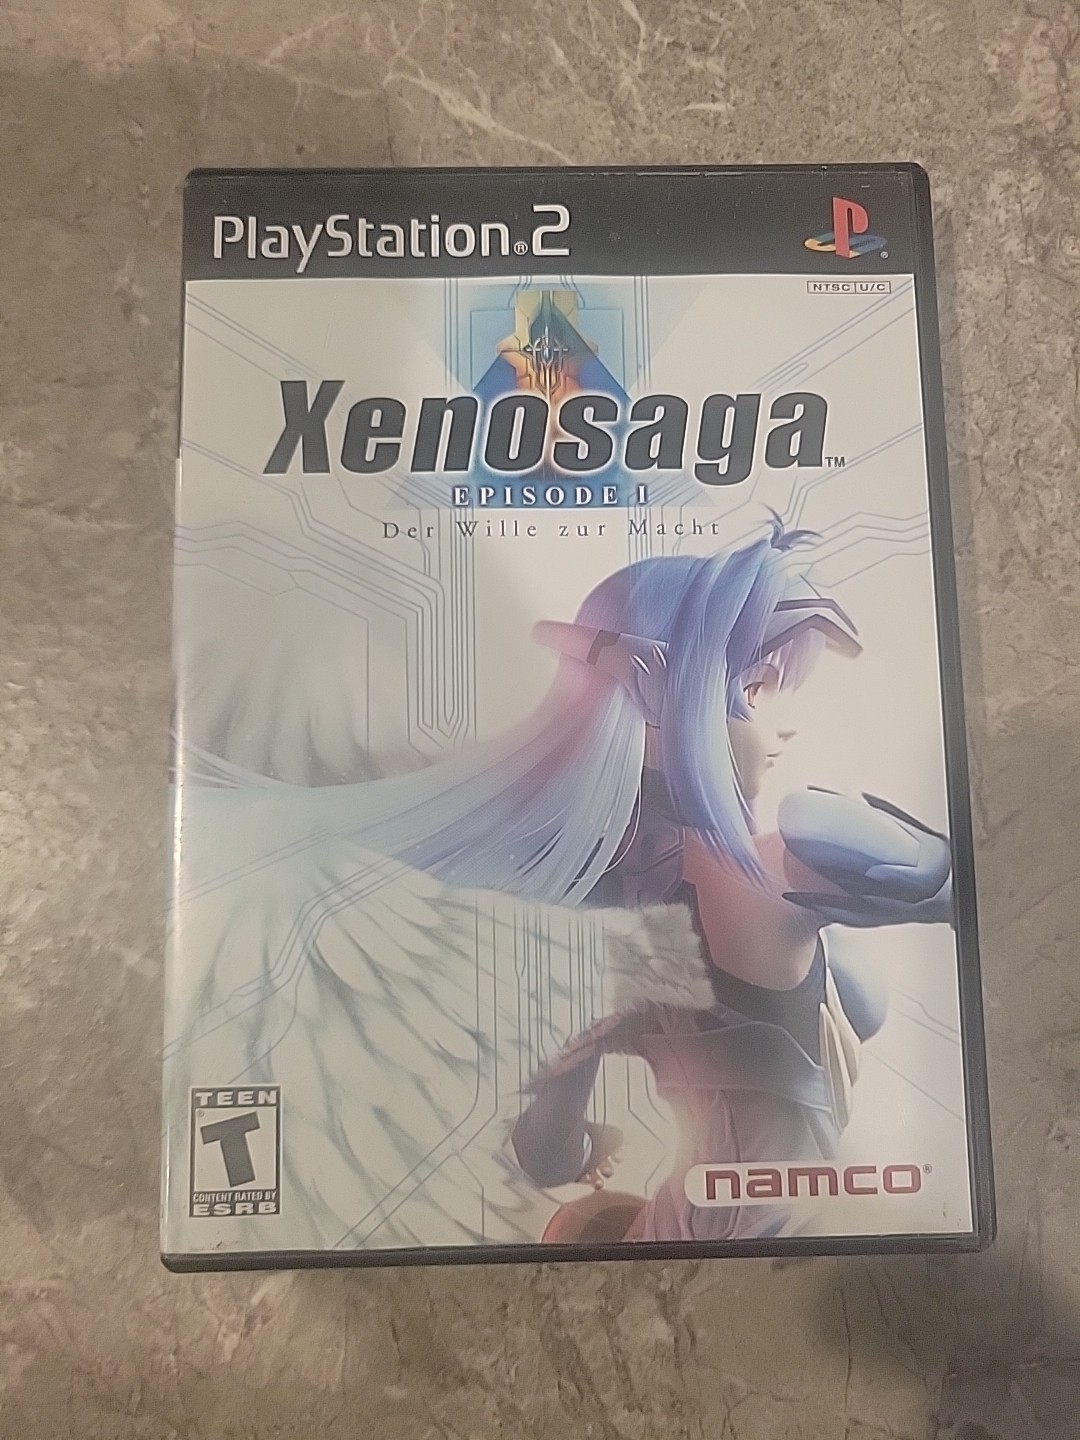 PlayStation®2
NTSC U/C
Xenosaga™
EPISODE I
Der Wille zur Macht
TEEN
T
CONTENT RATED BY
ESRB
namco®